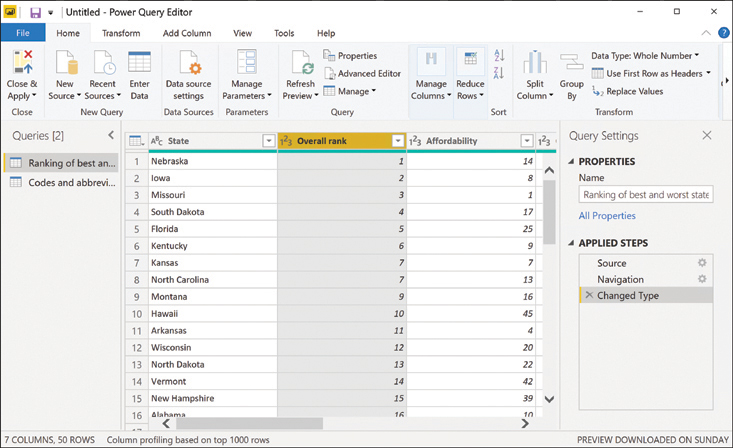 Untitled - Power Query Editor
File Home Transform Add Column View Tools Help
Close & Apply
New Source
Recent Sources
Enter Data
Data source settings
Manage Parameters
Refresh Preview
Properties
Advanced Editor
Manage
Manage Columns
Reduce Rows
Split Column
Group By
Data Type: Whole Number
Use First Row as Headers
Replace Values
Close New Query Data Sources Parameters Query Sort Transform
Queries [2]
Ranking of best an...
Codes and abbrevi...
State Overall rank Affordability
1 Nebraska 1 14
2 Iowa 2 8
3 Missouri 3 1
4 South Dakota 4 17
5 Florida 5 25
6 Kentucky 6 9
7 Kansas 7 7
8 North Carolina 7 13
9 Montana 9 16
10 Hawaii 10 45
11 Arkansas 11 4
12 Wisconsin 12 20
13 North Dakota 13 22
14 Vermont 14 42
15 New Hampshire 15 39
16 Alabama 16 10
Query Settings
PROPERTIES
Name
Ranking of best and worst state
All Properties
APPLIED STEPS
Source
Navigation
Changed Type
7 COLUMNS, 50 ROWS Column profiling based on top 1000 rows PREVIEW DOWNLOADED ON SUNDAY